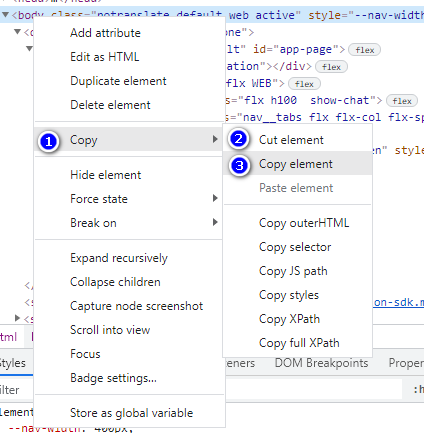 <body class="notranslate default web active" style="--nav-width
Add attribute
Edit as HTML
Duplicate element
Delete element
1 Copy
2 Cut element
3 Copy element
Paste element
Copy outerHTML
Copy selector
Copy JS path
Copy styles
Copy XPath
Copy full XPath
Hide element
Force state
Break on
Expand recursively
Collapse children
Capture node screenshot
Scroll into view
Focus
Badge settings...
Store as global variable
one">
lt" id="app-page"> flex
ation"></div> flex
flx WEB"> flex
s="flx h100 show-chat"> flex
s="nav__tabs flx flx-col flx-sp
en" style
</
<s
on-sdk.m
<s
tml
Styles
eners
DOM Breakpoints
Proper
ilter
:h
lement
--nav-width: 400px;